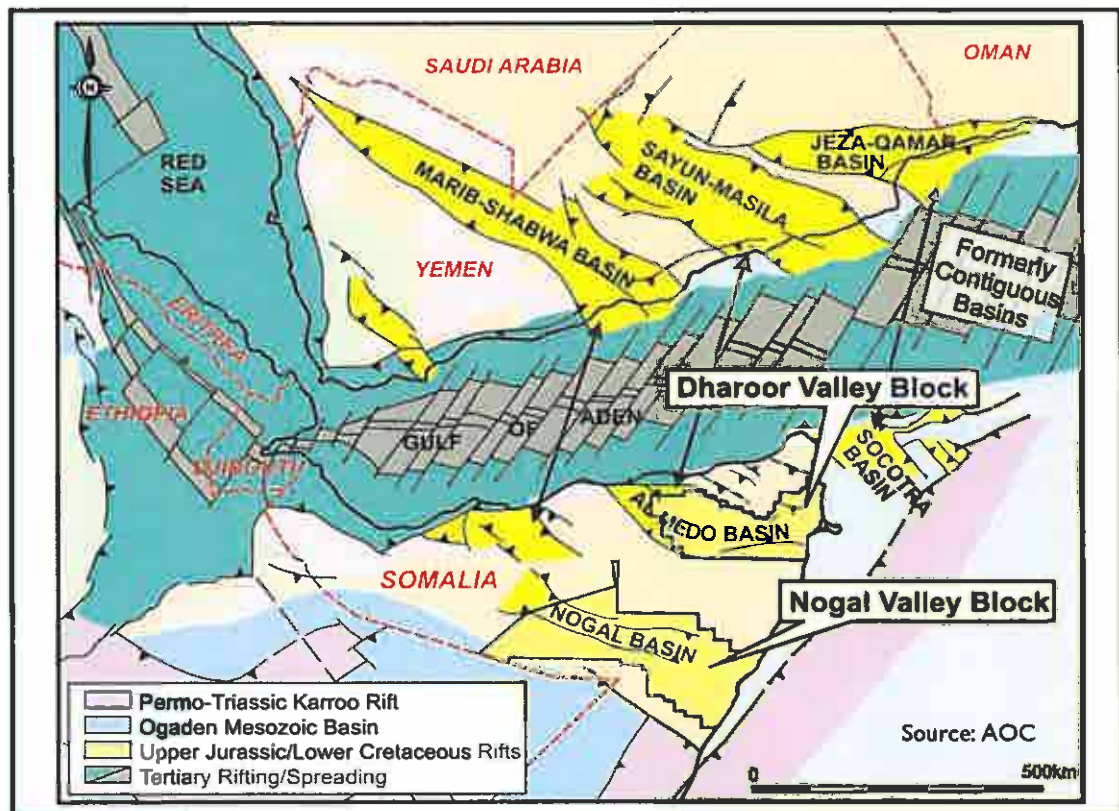 N
SAUDI ARABIA
OMAN
RED
SEA
JEZA-QAMAR
BASIN
SAYUN-MASILA
BASIN
MARIB-SHABWA BASIN
YEMEN
Formerly
Contiguous
Basins
ERITREA
ETHIOPIA
DJIBOUTI
GULF OF ADEN
Dharoor Valley Block
SOCOTRA
BASIN
EDO BASIN
SOMALIA
Nogal Valley Block
NOGAL BASIN
Permo-Triassic Karroo Rift
Ogaden Mesozoic Basin
Upper Jurassic/Lower Cretaceous Rifts
Tertiary Rifting/Spreading
Source: AOC
0 500km